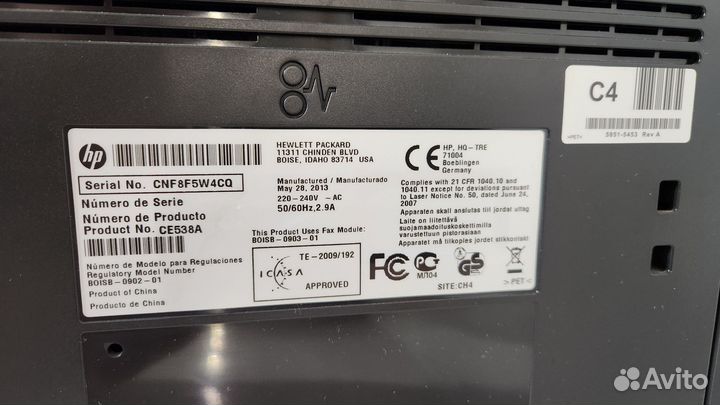 C4
<PET>
5851-5453 Rev A
hp
HEWLETT PACKARD
11311 CHINDEN BLVD
BOISE, IDAHO 83714 USA
Serial No. CNF8F5W4CQ
Número de Serie
Número de Producto
Product No. CE538A
Número de Modelo para Regulaciones
Regulatory Model Number
BOISB-0902-01
Product of China
Producto de China
Manufactured / Manufacturado
May 28, 2013
220-240V ~ AC
50/60Hz, 2.9A
This Product Uses Fax Module:
BOISB-0903-01
ICASA
TE-2009/192
APPROVED
CE
HP, HQ-TRE
71004
Boeblingen
Germany
Complies with 21 CFR 1040.10 and
1040.11 except for deviations pursuant
to Laser Notice No. 50, dated June 24,
2007
Apparaten skall anslutas till jordat uttag
Laite on liitettävä
suojamaadoituskoskettimilla
varustettuun pistorasiaan
Apparatet må tilkoples jordet stikkontakt
FC
МЛ04
GS
SITE:CH4
>PET<
Avito